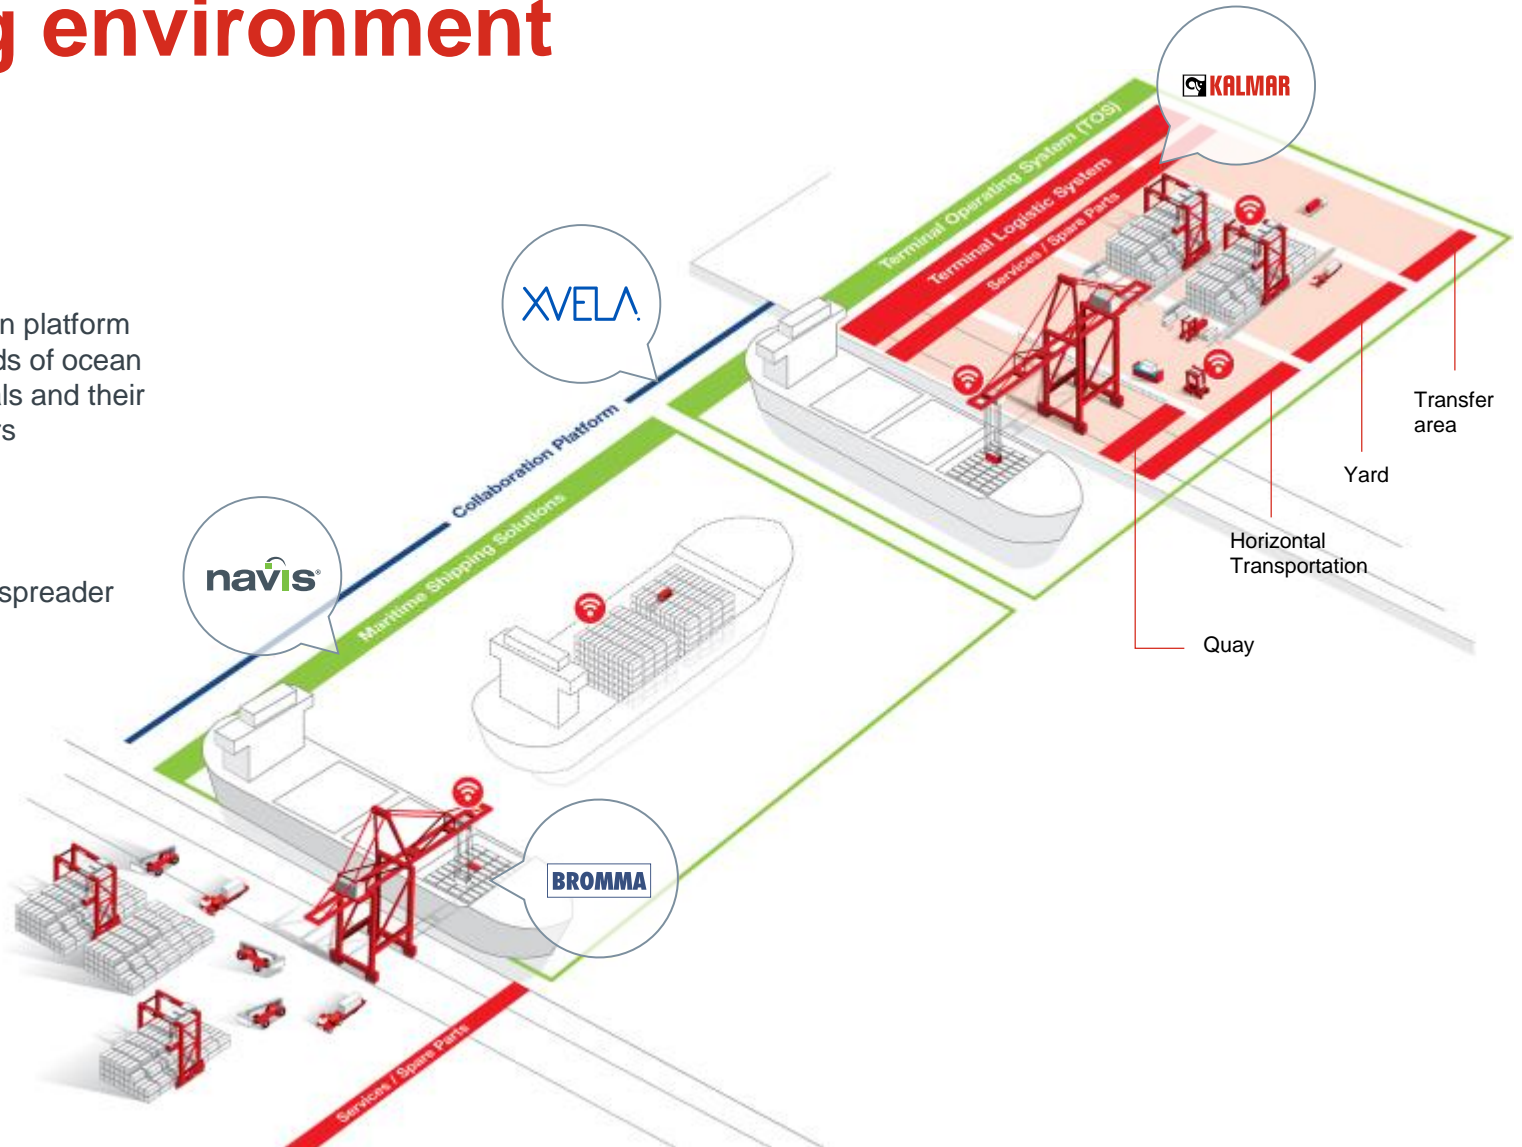 g environment
KALMAR
Terminal Operating System (TOS)
Terminal Logistic System
Services / Spare Parts
XVELA
n platform
ds of ocean
als and their
rs
Collaboration Platform
Maritime Shipping Solutions
Transfer
area
Yard
Horizontal
Transportation
Quay
navis
spreader
BROMMA
Services / Spare Parts